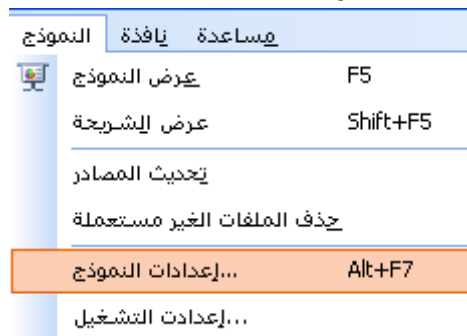 النموذج نافذة مساعدة
عرض النموذج F5
عرض الشريحة Shift+F5
تحديث المصادر
حذف الملفات الغير مستعملة
إعدادات النموذج... Alt+F7
إعدادت التشغيل...